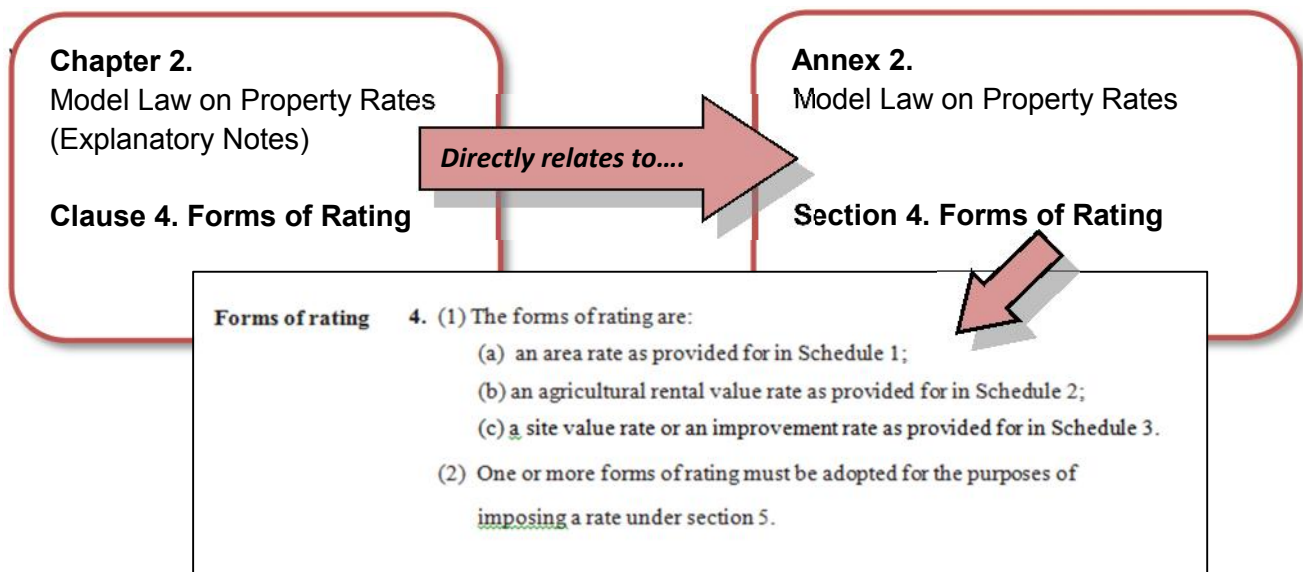 Chapter 2.
Model Law on Property Rates
(Explanatory Notes)
Clause 4. Forms of Rating
Directly relates to....
Annex 2.
Model Law on Property Rates
Section 4. Forms of Rating
Forms of rating 4. (1) The forms of rating are:
(a) an area rate as provided for in Schedule 1;
(b) an agricultural rental value rate as provided for in Schedule 2;
(c) a site value rate or an improvement rate as provided for in Schedule 3.
(2) One or more forms of rating must be adopted for the purposes of
imposing a rate under section 5.